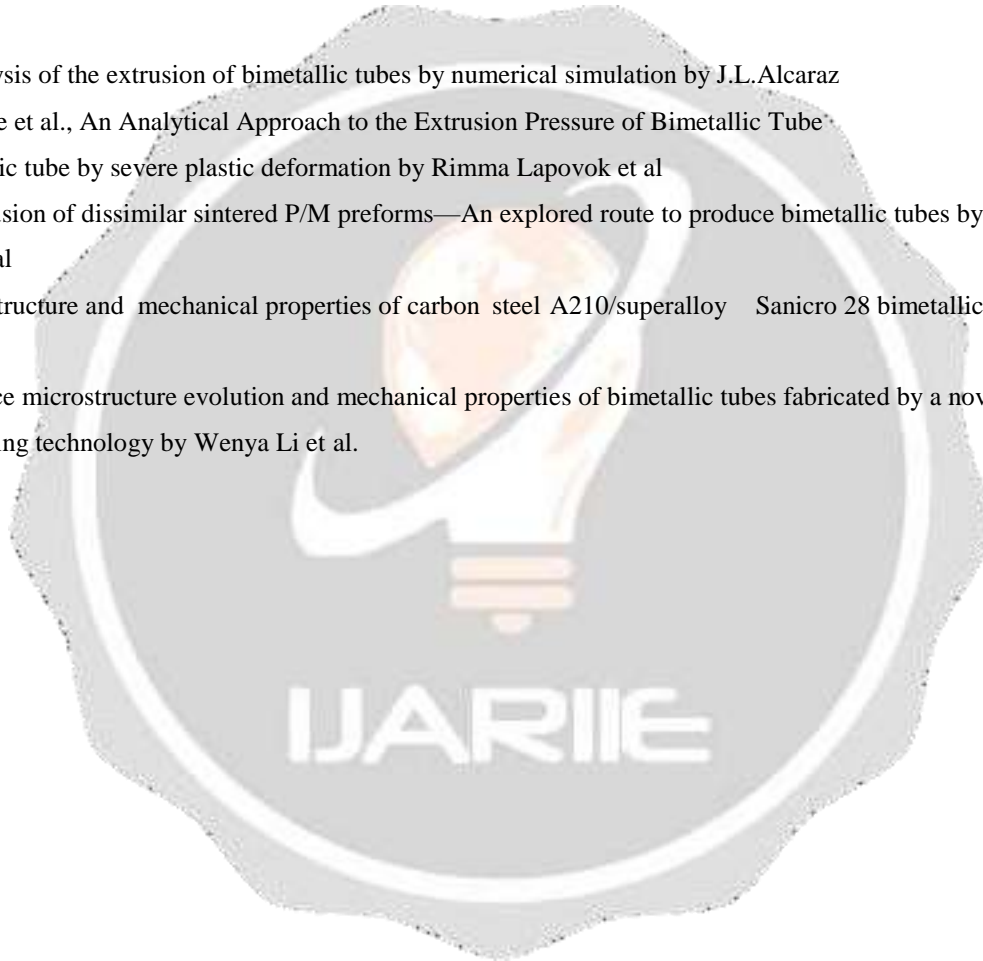 ysis of the extrusion of bimetallic tubes by numerical simulation by J.L.Alcaraz
e et al., An Analytical Approach to the Extrusion Pressure of Bimetallic Tube
ic tube by severe plastic deformation by Rimma Lapovok et al
usion of dissimilar sintered P/M preforms—An explored route to produce bimetallic tubes by
al
tructure and mechanical properties of carbon steel A210/superalloy Sanicro 28 bimetallic
ce microstructure evolution and mechanical properties of bimetallic tubes fabricated by a nov
ing technology by Wenya Li et al.
IJARIIE